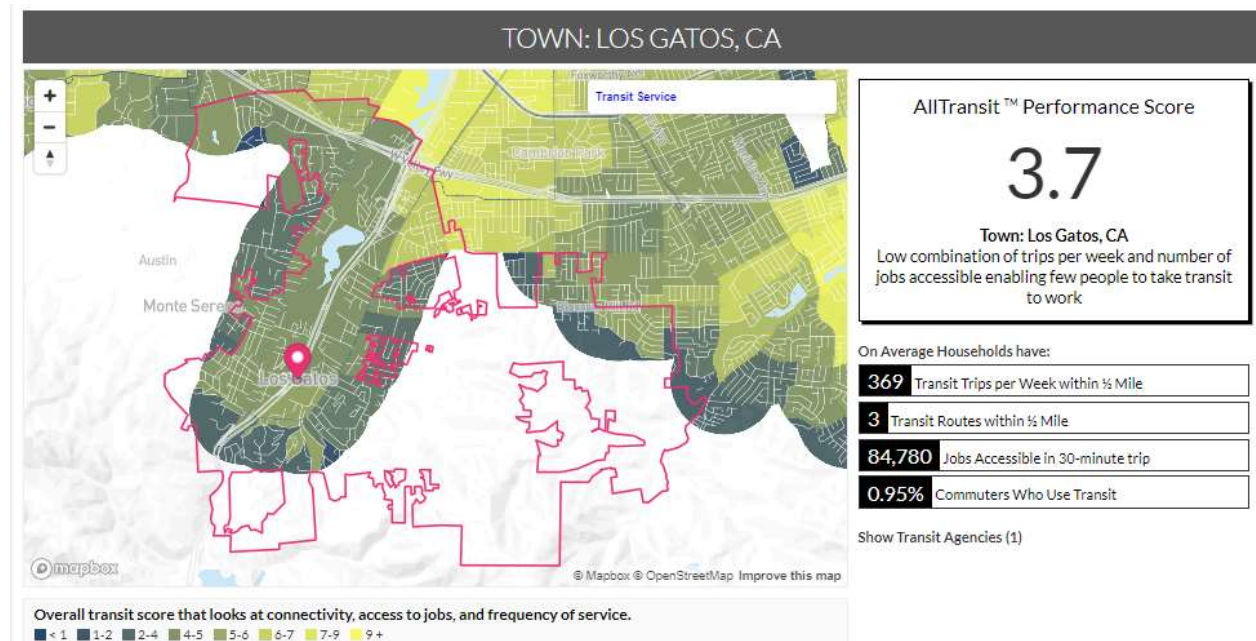 TOWN: LOS GATOS, CA
Foxworthy Ave
Transit Service
Cambrian Park
Austin
Monte Sereno
Los Gatos
mapbox
© Mapbox © OpenStreetMap Improve this map
Overall transit score that looks at connectivity, access to jobs, and frequency of service.
< 1 1-2 2-4 4-5 5-6 6-7 7-9 9 +
AllTransit ™ Performance Score
3.7
Town: Los Gatos, CA
Low combination of trips per week and number of
jobs accessible enabling few people to take transit
to work
On Average Households have:
369 Transit Trips per Week within ½ Mile
3 Transit Routes within ½ Mile
84,780 Jobs Accessible in 30-minute trip
0.95% Commuters Who Use Transit
Show Transit Agencies (1)